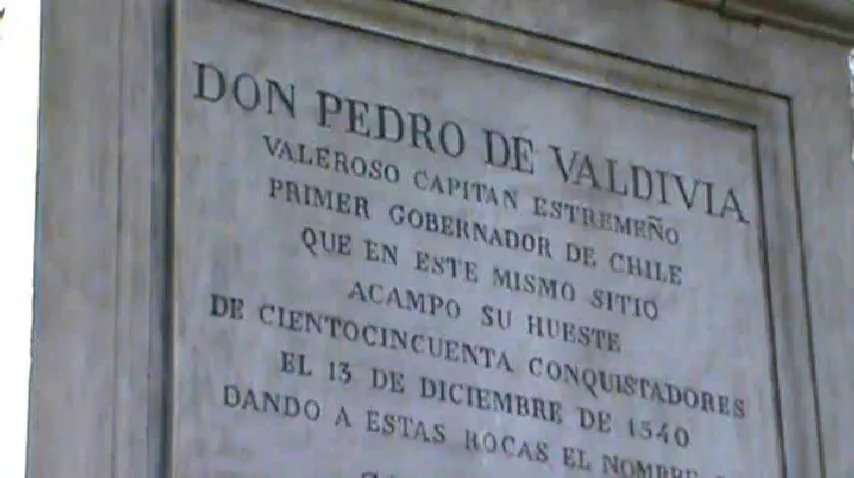 DON PEDRO DE VALDIVIA
VALEROSO CAPITAN ESTREMEÑO
PRIMER GOBERNADOR DE CHILE
QUE EN ESTE MISMO SITIO
ACAMPO SU HUESTE
DE CIENTOCINCUENTA CONQUISTADORES
EL 13 DE DICIEMBRE DE 1540
DANDO A ESTAS ROCAS EL NOMBRE